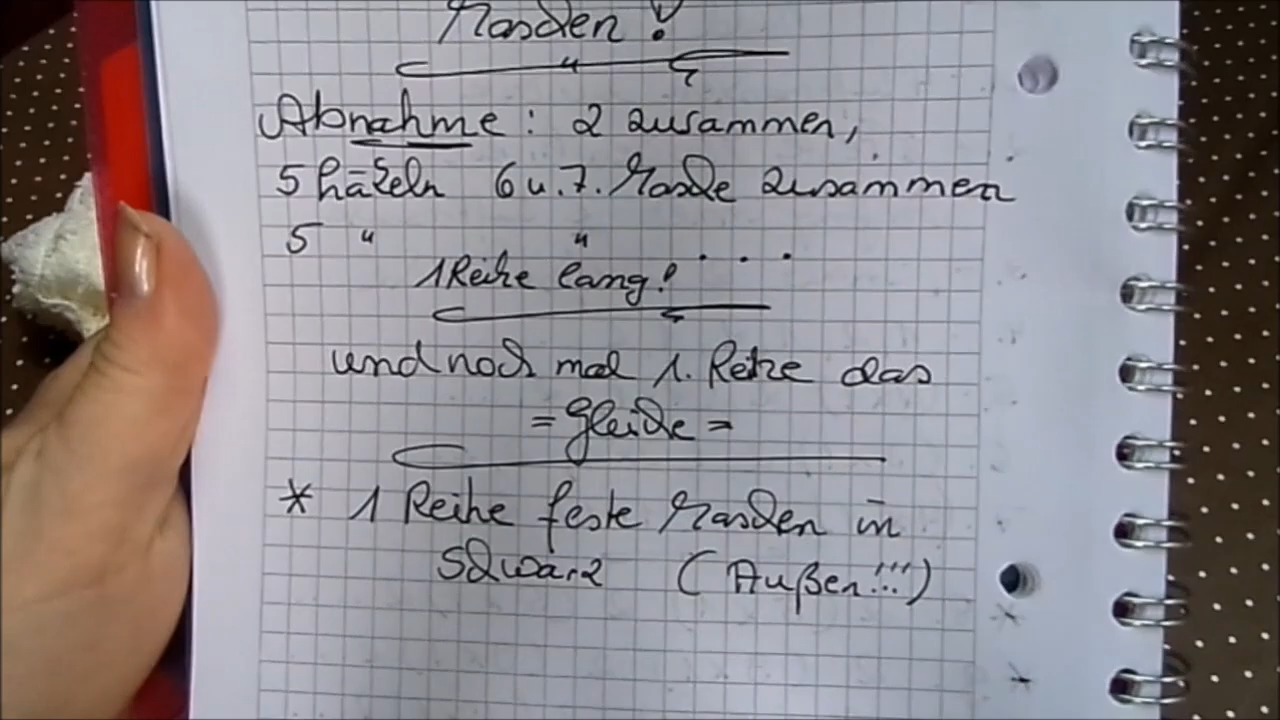 Maschen!
Abnahme: 2 zusammen,
5 häkeln 6 u. 7. Masche zusammen
5 " " . . .
1 Reihe lang!
und noch mal 1. Reihe das
= gleiche =
* 1 Reihe feste Maschen in
schwarz (Außen!!!)